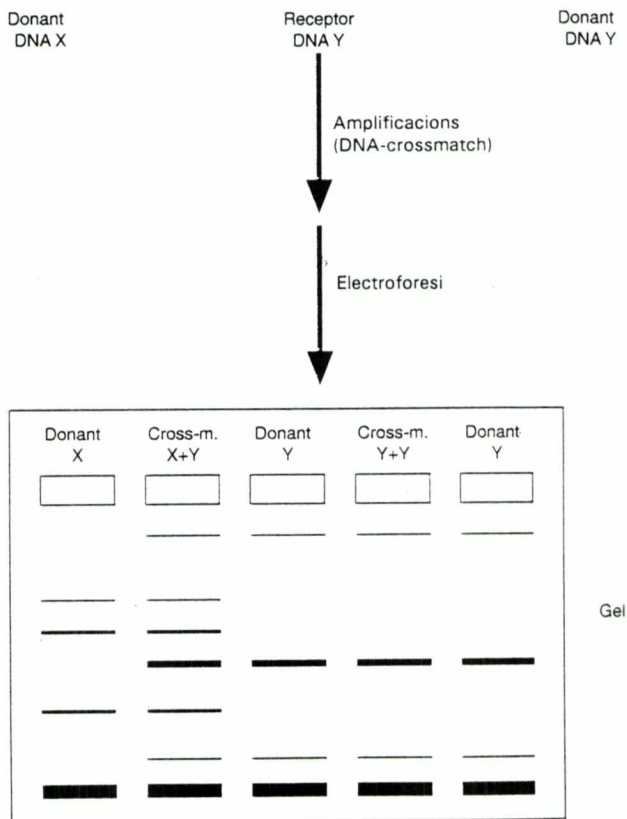 Donant
DNA X
Receptor
DNA Y
Donant
DNA Y
Amplificacions
(DNA-crossmatch)
Electroforesi
Donant
X
Cross-m.
X+Y
Donant
Y
Cross-m.
Y+Y
Donant
Y
Gel